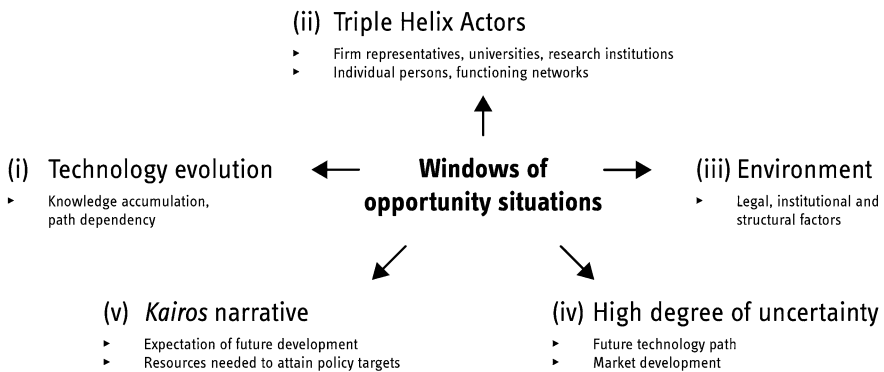 (ii) Triple Helix Actors
▸ Firm representatives, universities, research institutions
▸ Individual persons, functioning networks
(i) Technology evolution
▸ Knowledge accumulation,
path dependency
Windows of
opportunity situations
(iii) Environment
▸ Legal, institutional and
structural factors
(v) Kairos narrative
▸ Expectation of future development
▸ Resources needed to attain policy targets
(iv) High degree of uncertainty
▸ Future technology path
▸ Market development